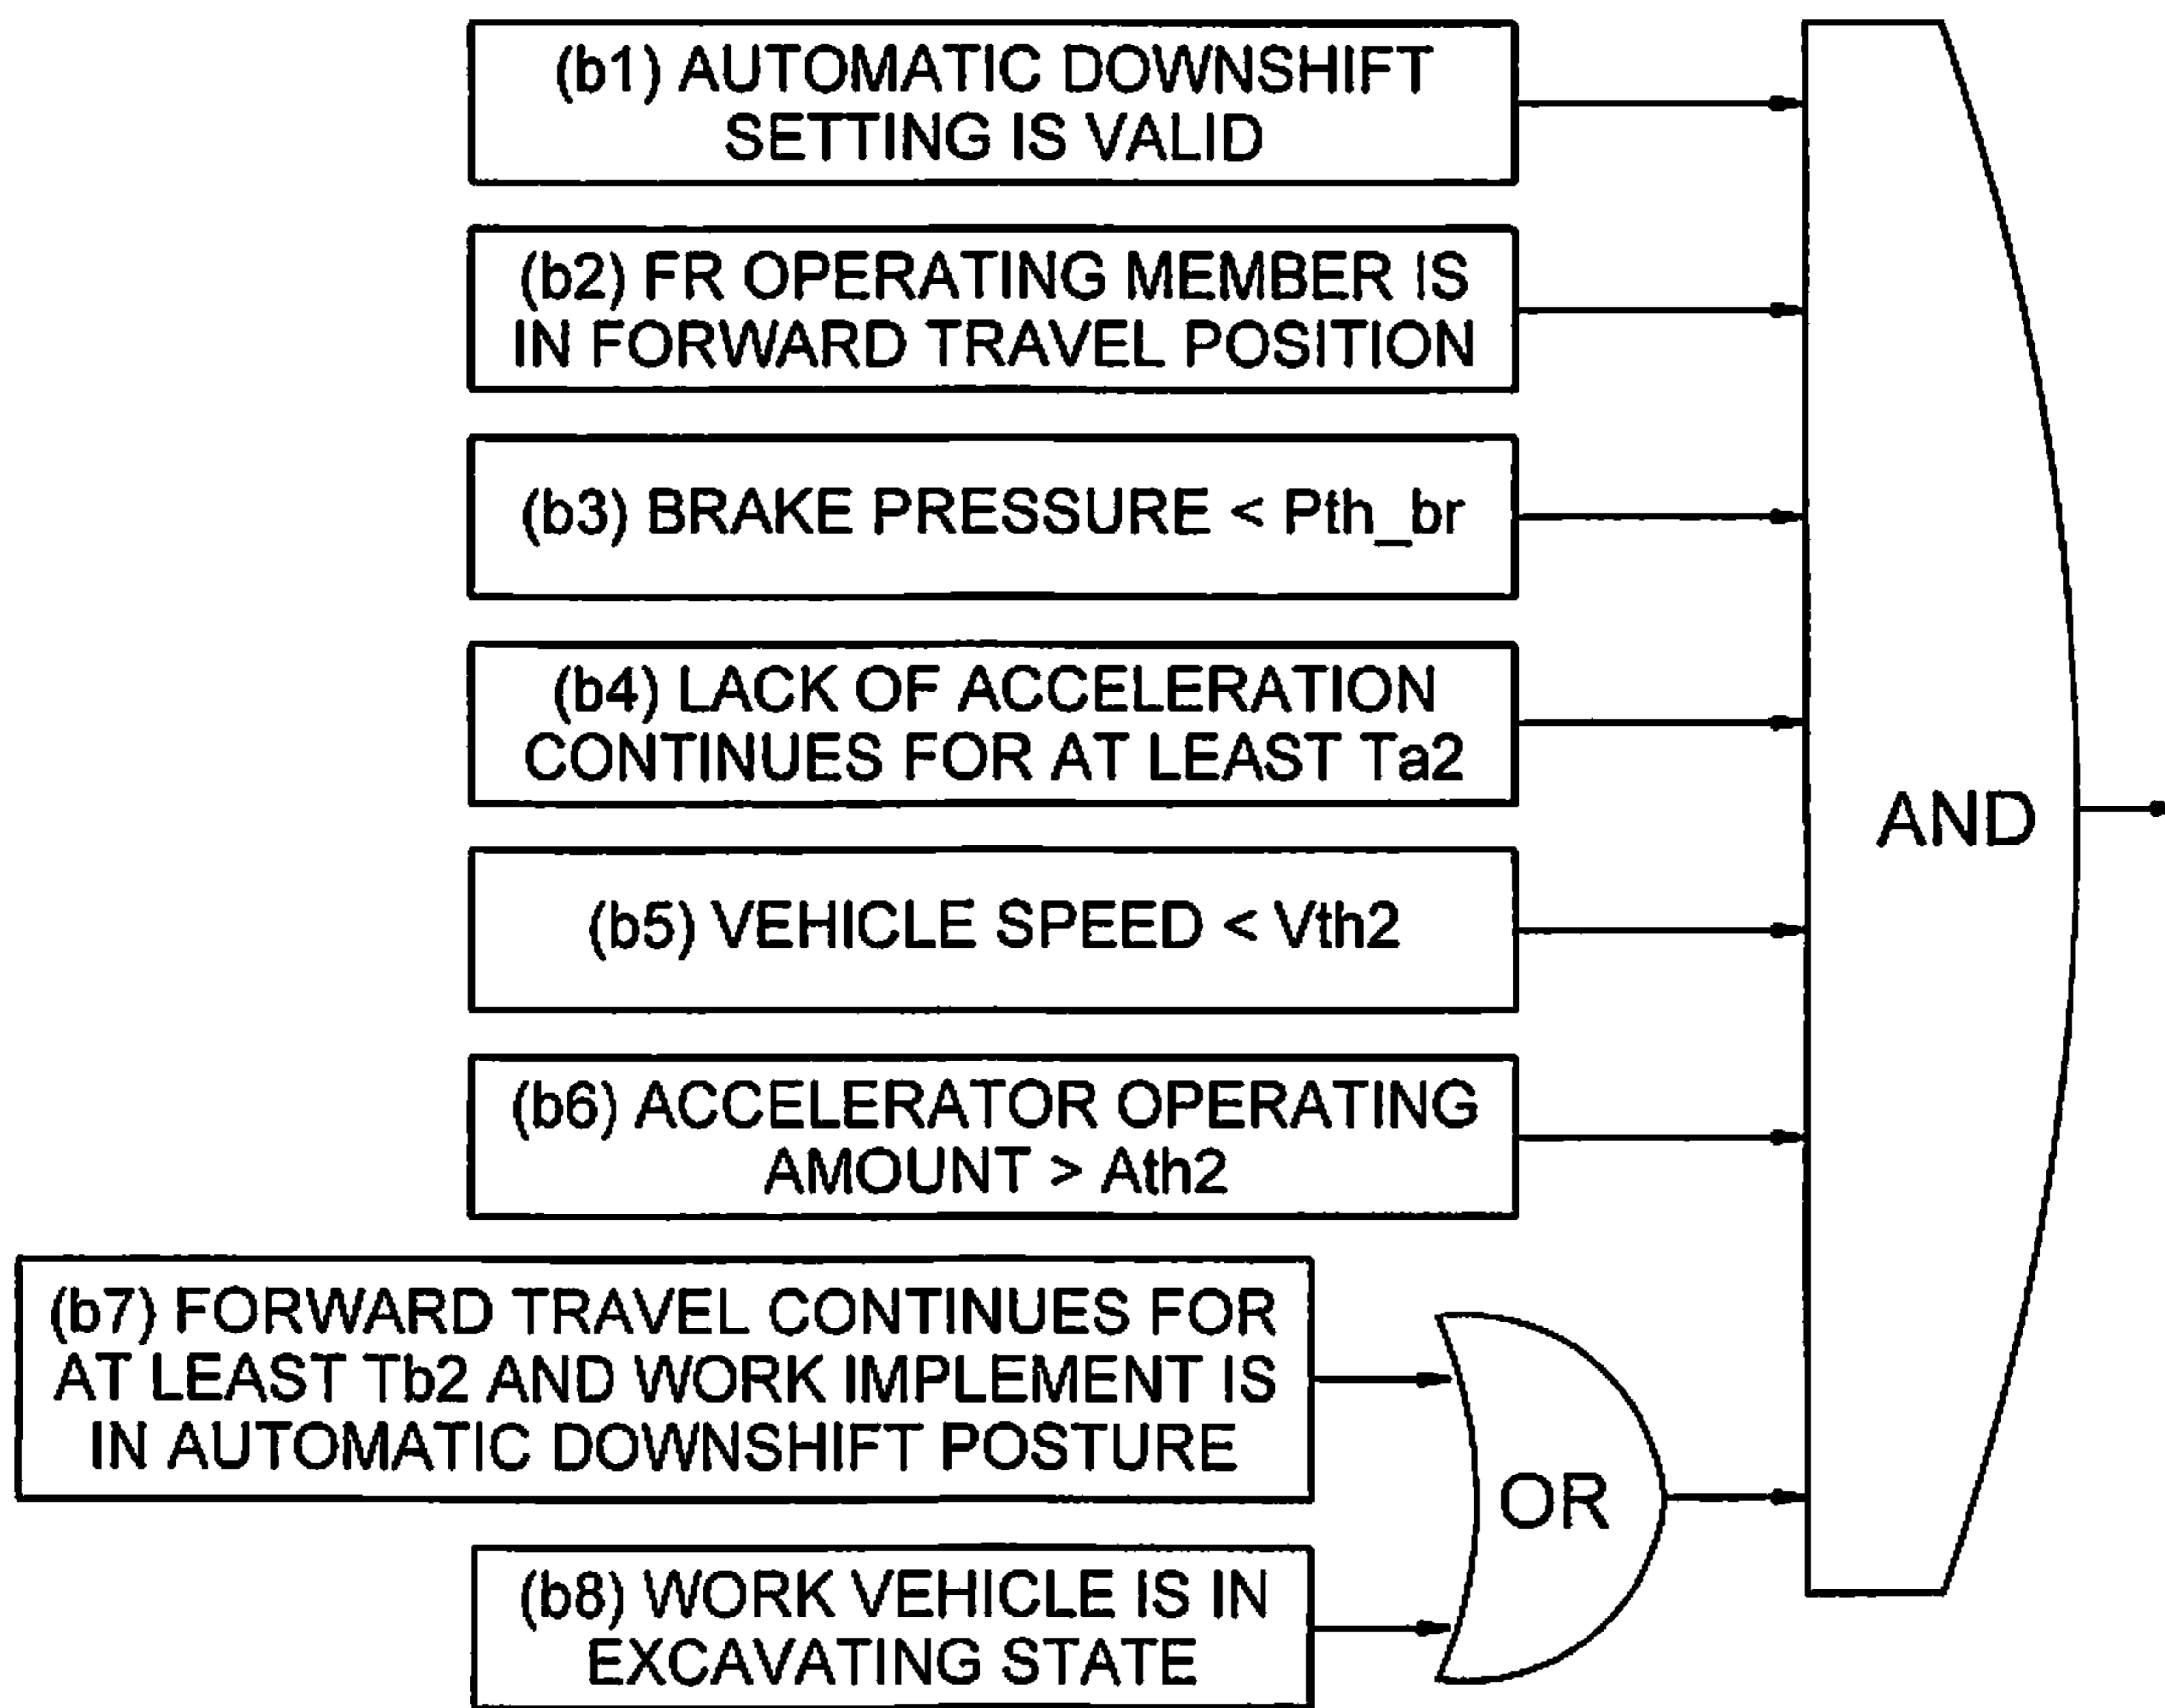 (b1) AUTOMATIC DOWNSHIFT
SETTING IS VALID
(b2) FR OPERATING MEMBER IS
IN FORWARD TRAVEL POSITION
(b3) BRAKE PRESSURE < Pth_br
(b4) LACK OF ACCELERATION
CONTINUES FOR AT LEAST Ta2
(b5) VEHICLE SPEED < Vth2
(b6) ACCELERATOR OPERATING
AMOUNT > Ath2
(b7) FORWARD TRAVEL CONTINUES FOR
AT LEAST Tb2 AND WORK IMPLEMENT IS
IN AUTOMATIC DOWNSHIFT POSTURE
(b8) WORK VEHICLE IS IN
EXCAVATING STATE
OR
AND